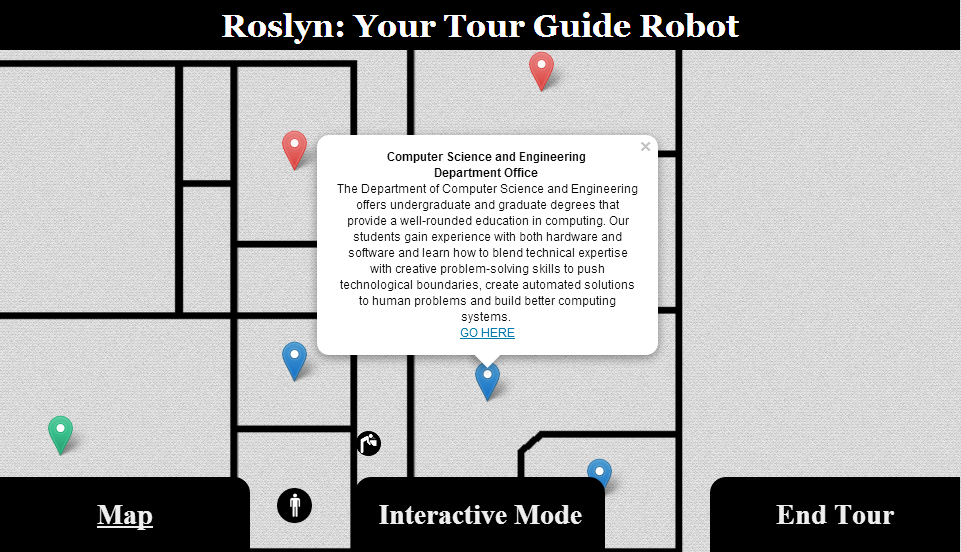 Roslyn: Your Tour Guide Robot
×
Computer Science and Engineering
Department Office
The Department of Computer Science and Engineering
offers undergraduate and graduate degrees that
provide a well-rounded education in computing. Our
students gain experience with both hardware and
software and learn how to blend technical expertise
with creative problem-solving skills to push
technological boundaries, create automated solutions
to human problems and build better computing
systems.
GO HERE
Map
Interactive Mode
End Tour